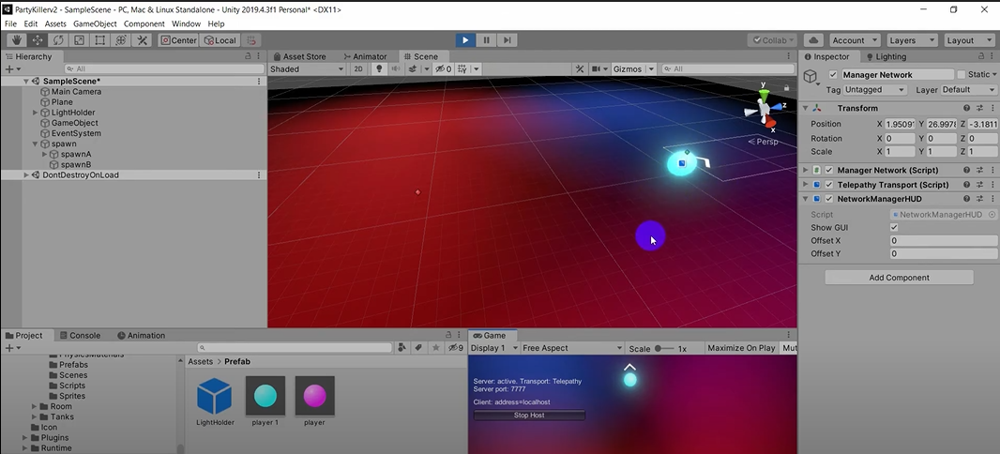 PartyKillerv2 - SampleScene - PC, Mac & Linux Standalone - Unity 2019.4.3f1 Personal* <DX11>
File Edit Assets GameObject Component Window Help
Center Local Collab Account Layers Layout
Hierarchy Asset Store Animator Scene Inspector Lighting
All Shaded 2D 0 Gizmos All Manager Network Static
SampleScene* Tag Untagged Layer Default
Main Camera
Plane Transform
LightHolder Position X 1.9509 Y 26.997 Z -3.1811
GameObject Rotation X 0 Y 0 Z 0
EventSystem Scale X 1 Y 1 Z 1
spawn
spawnA
spawnB
DontDestroyOnLoad
y
z
x
Persp
Manager Network (Script)
Telepathy Transport (Script)
NetworkManagerHUD
Script NetworkManagerHUD
Show GUI
Offset X 0
Offset Y 0
Add Component
Project Console Animation Game
9 Display 1 Free Aspect Scale 1x Maximize On Play Mut
PhysicsMaterials
Prefabs
Scenes
Scripts
Sprites
Room
Tanks
Icon
Plugins
Runtime
Assets Prefab
LightHolder player 1 player
Server: active. Transport: Telepathy
Server port: 7777
Client: address=localhost
Stop Host